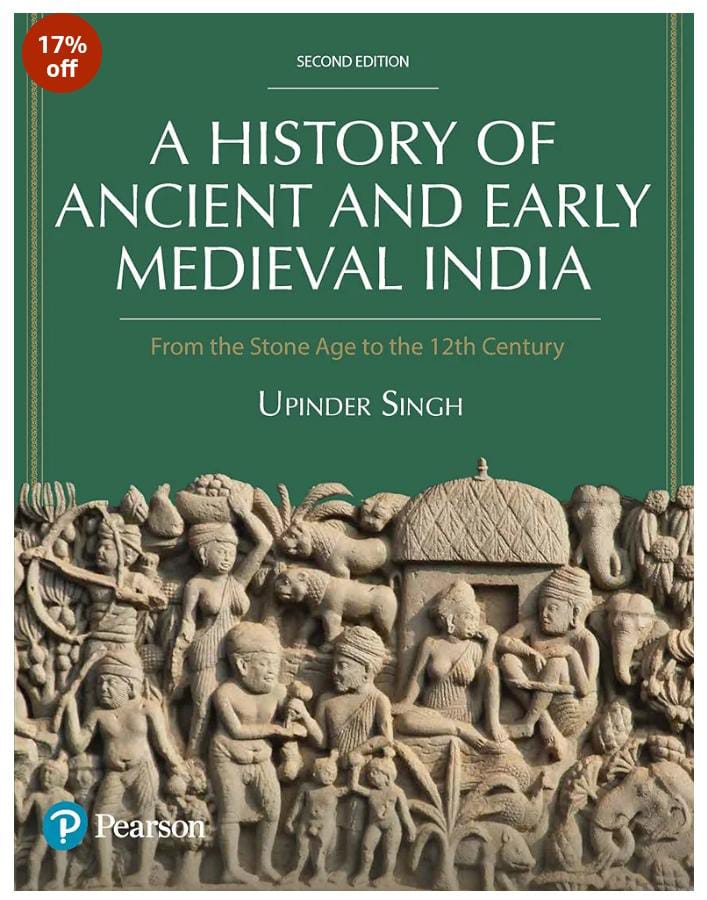 17%
off
SECOND EDITION
A HISTORY OF
ANCIENT AND EARLY
MEDIEVAL INDIA
From the Stone Age to the 12th Century
UPINDER SINGH
P Pearson